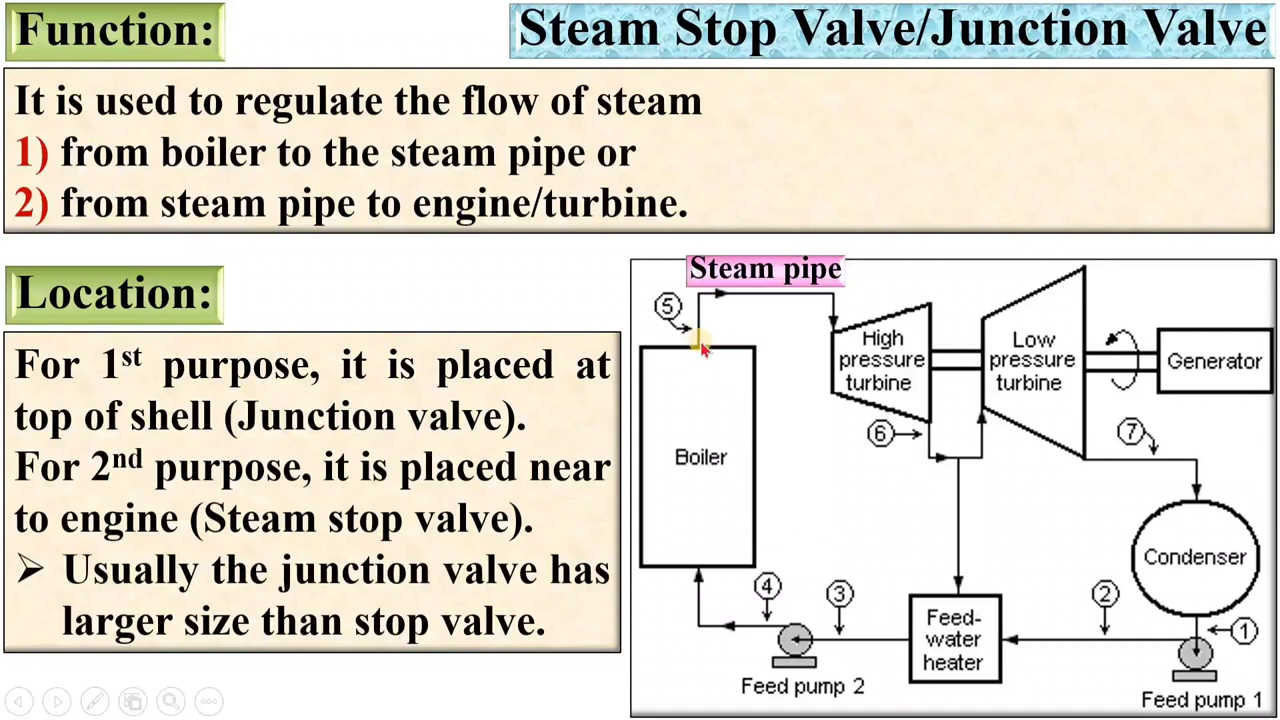 Function:
Steam Stop Valve/Junction Valve
It is used to regulate the flow of steam
1) from boiler to the steam pipe or
2) from steam pipe to engine/turbine.
Location:
For 1st purpose, it is placed at
top of shell (Junction valve).
For 2nd purpose, it is placed near
to engine (Steam stop valve).
➢ Usually the junction valve has
larger size than stop valve.
Steam pipe
5
High
pressure
turbine
Low
pressure
turbine
Generator
6
7
Boiler
Condenser
4
3
2
1
Feed-
water
heater
Feed pump 2
Feed pump 1